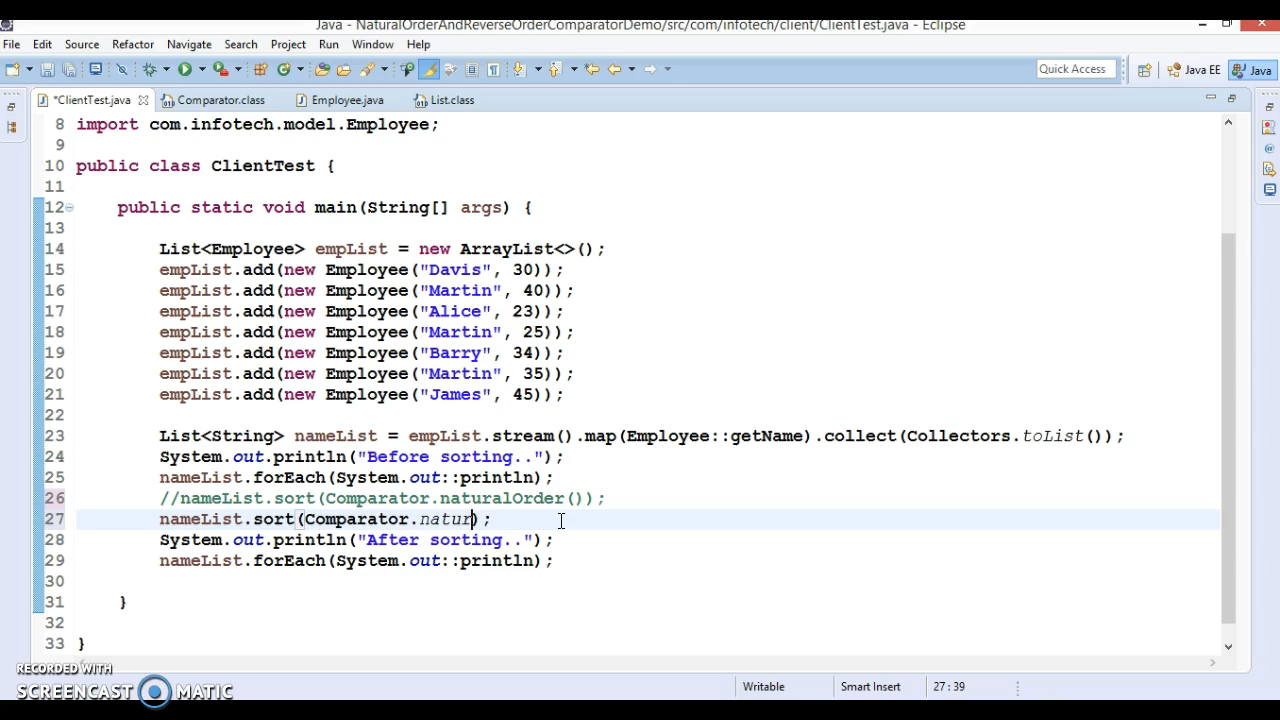 Java - NaturalOrderAndReverseOrderComparatorDemo/src/com/infotech/client/ClientTest.java - Eclipse
File Edit Source Refactor Navigate Search Project Run Window Help
Quick Access Java EE Java
*ClientTest.java Comparator.class Employee.java List.class
8 import com.infotech.model.Employee;
9
10 public class ClientTest {
11
12 public static void main(String[] args) {
13
14 List<Employee> empList = new ArrayList<>();
15 empList.add(new Employee("Davis", 30));
16 empList.add(new Employee("Martin", 40));
17 empList.add(new Employee("Alice", 23));
18 empList.add(new Employee("Martin", 25));
19 empList.add(new Employee("Barry", 34));
20 empList.add(new Employee("Martin", 35));
21 empList.add(new Employee("James", 45));
22
23 List<String> nameList = empList.stream().map(Employee::getName).collect(Collectors.toList());
24 System.out.println("Before sorting..");
25 nameList.forEach(System.out::println);
26 //nameList.sort(Comparator.naturalOrder());
27 nameList.sort(Comparator.natur);
28 System.out.println("After sorting..");
29 nameList.forEach(System.out::println);
30
31 }
32
33 }
RECORDED WITH
SCREENCAST MATIC
Writable Smart Insert 27 : 39